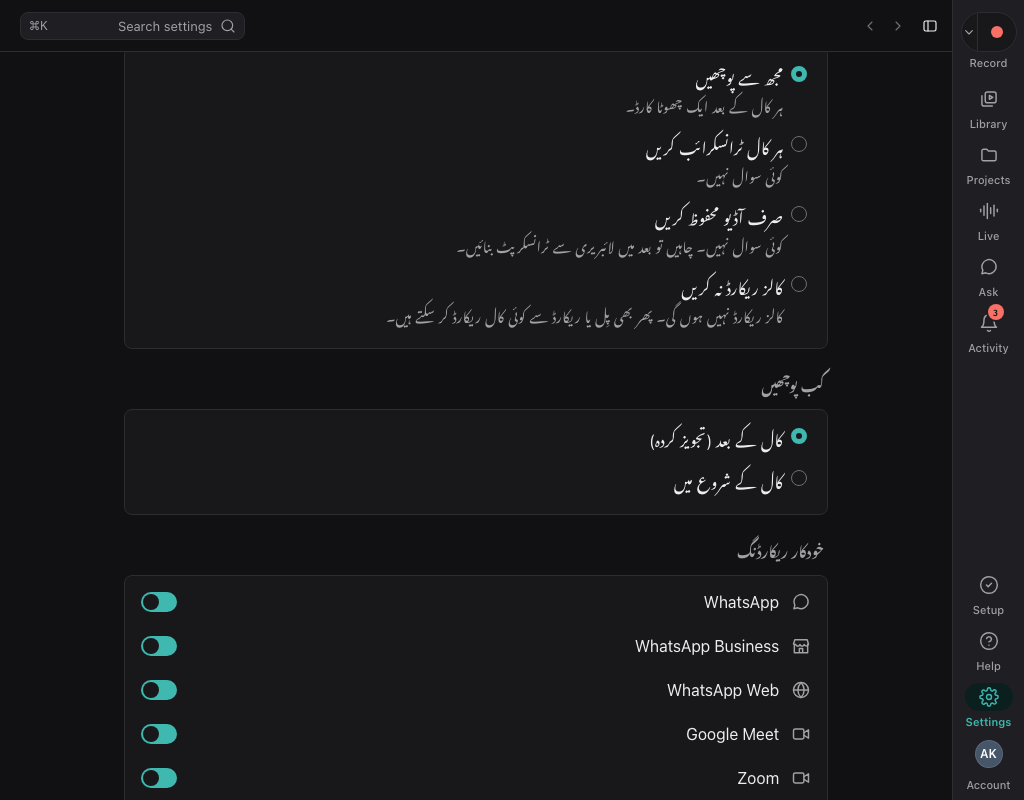 Search settings ⌘K
Record
Library
Projects
Live
Ask
3
Activity
Setup
Help
Settings
AK
Account
مجھ سے پوچھیں
ہر کال کے بعد ایک چھوٹا کارڈ۔
ہر کال ٹرانسکرائب کریں
کوئی سوال نہیں۔
صرف آڈیو محفوظ کریں
کوئی سوال نہیں۔ چاہیں تو بعد میں لائبریری سے ٹرانسکرپٹ بنائیں۔
کالز ریکارڈ نہ کریں
کالز ریکارڈ نہیں ہوں گی۔ پھر بھی پِل یا ریکارڈ سے کوئی کال ریکارڈ کر سکتے ہیں۔
کب پوچھیں
کال کے بعد (تجویز کردہ)
کال کے شروع میں
خودکار ریکارڈنگ
WhatsApp
WhatsApp Business
WhatsApp Web
Google Meet
Zoom